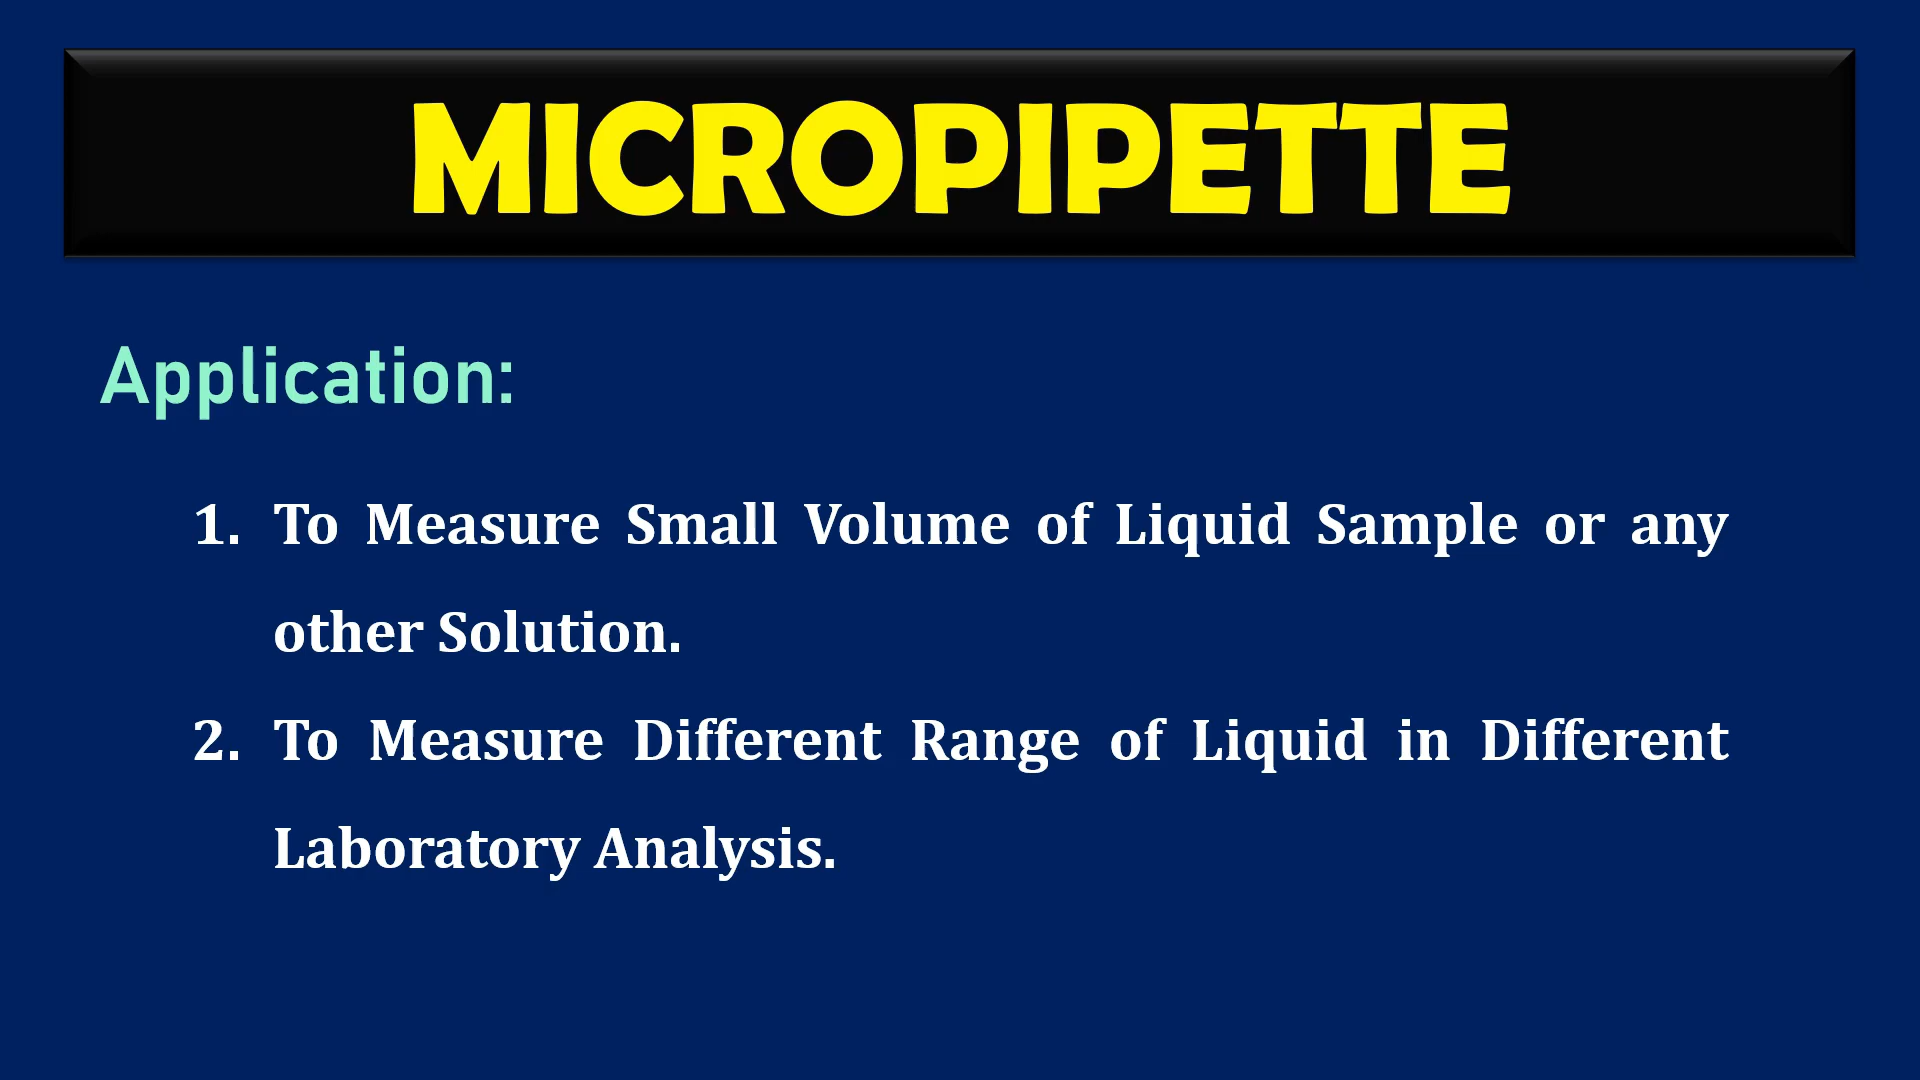 MICROPIPETTE
Application:
1. To Measure Small Volume of Liquid Sample or any
other Solution.
2. To Measure Different Range of Liquid in Different
Laboratory Analysis.